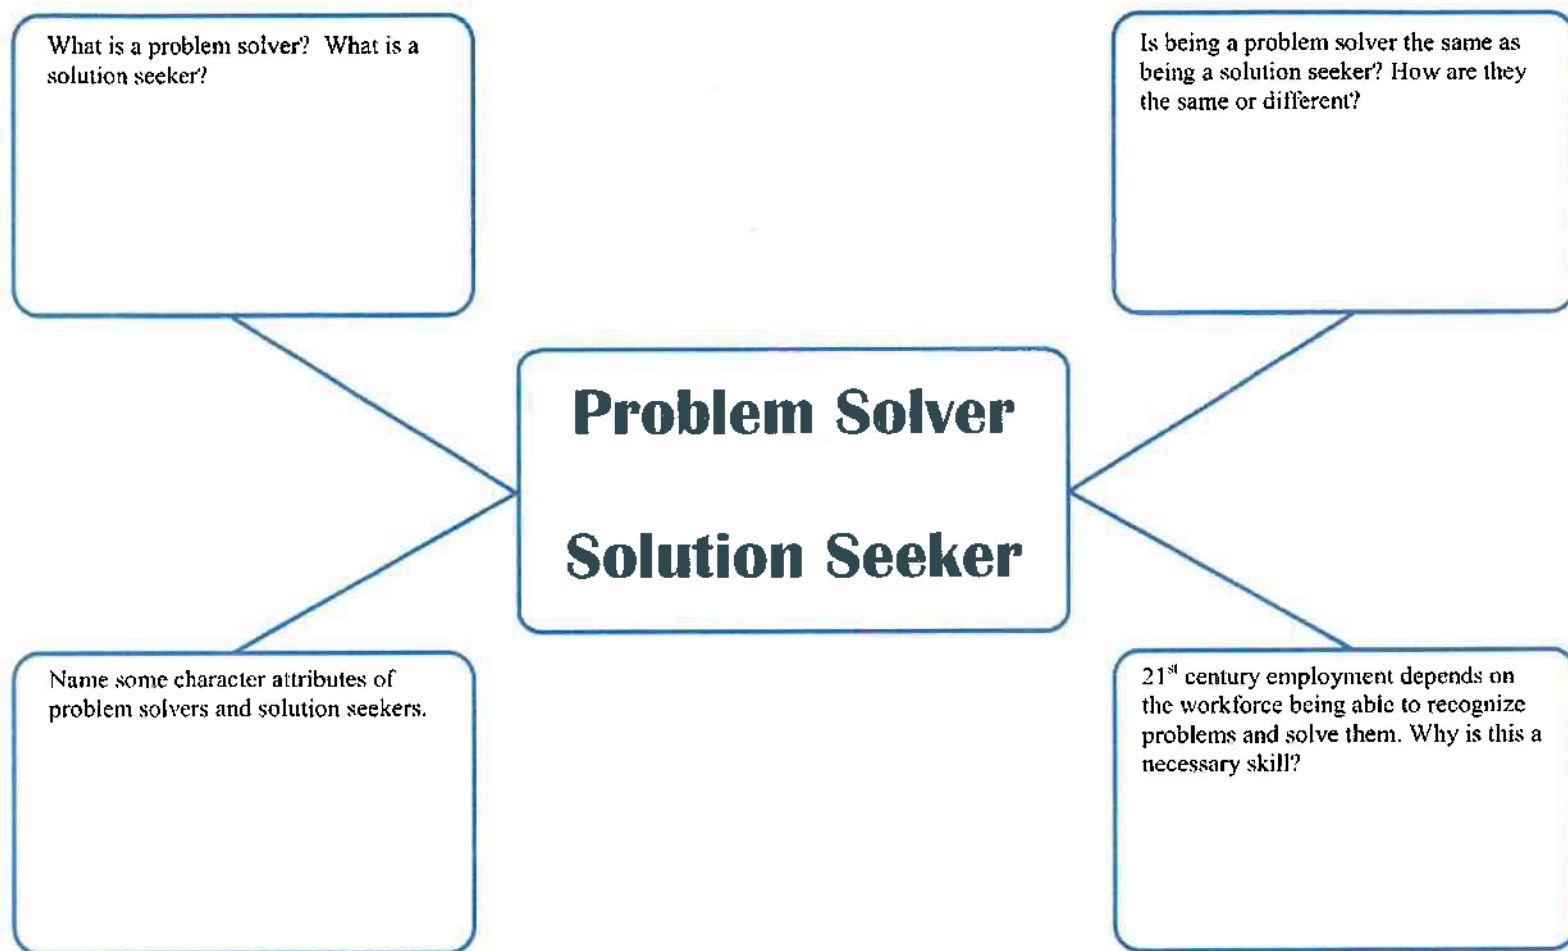 What is a problem solver?  What is a
solution seeker?
Is being a problem solver the same as
being a solution seeker? How are they
the same or different?
Problem Solver
Solution Seeker
Name some character attributes of
problem solvers and solution seekers.
21st century employment depends on
the workforce being able to recognize
problems and solve them. Why is this a
necessary skill?